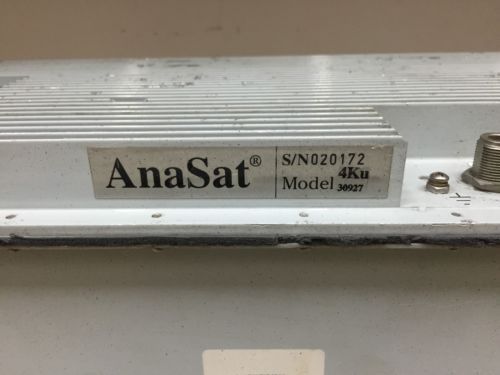 AnaSat®
S/N020172
Model 4Ku
30927